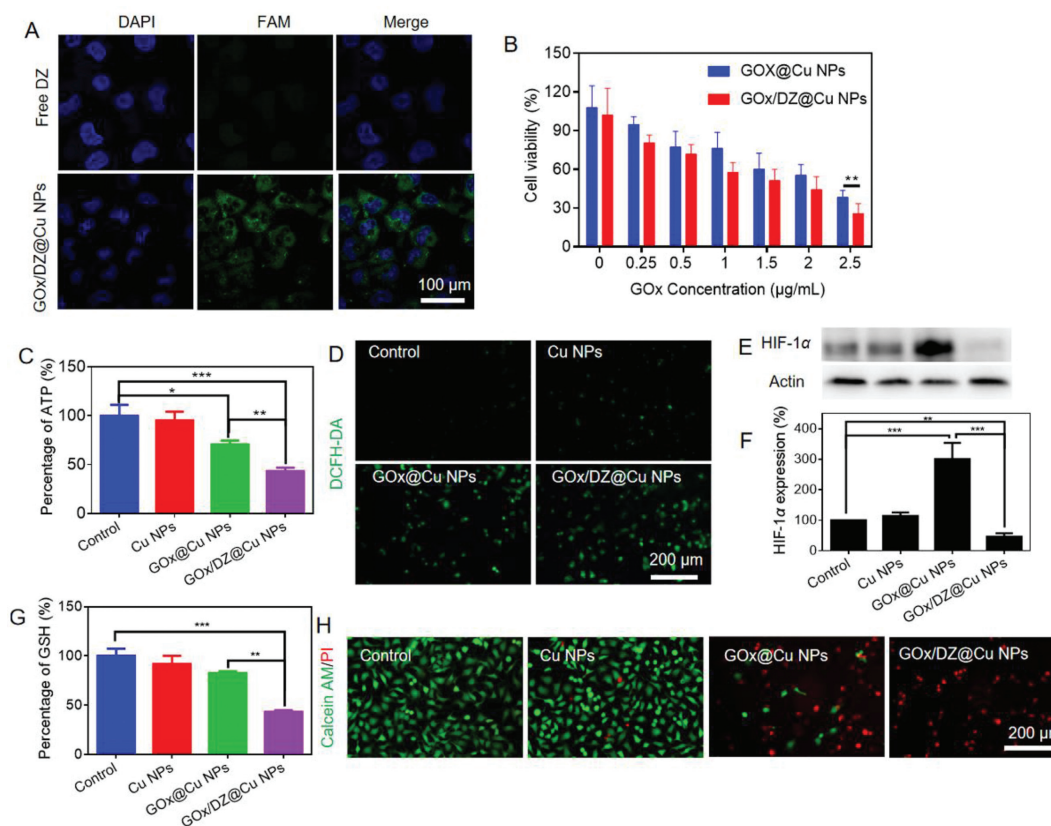 A
DAPI
FAM
Merge
Free DZ
GOx/DZ@Cu NPs
100 µm
B
Cell viability (%)
150
120
90
60
30
0
GOX@Cu NPs
GOx/DZ@Cu NPs
**
0 0.25 0.5 1 1.5 2 2.5
GOx Concentration (µg/mL)
C
Percentage of ATP (%)
150
100
50
0
***
*
**
Control
Cu NPs
GOx@Cu NPs
GOx/DZ@Cu NPs
D
DCFH-DA
Control
Cu NPs
GOx@Cu NPs
GOx/DZ@Cu NPs
200 µm
E
HIF-1α
Actin
F
HIF-1α expression (%)
400
300
200
100
0
**
***
***
Control
Cu NPs
GOx@Cu NPs
GOx/DZ@Cu NPs
G
Percentage of GSH (%)
150
100
50
0
***
**
Control
Cu NPs
GOx@Cu NPs
GOx/DZ@Cu NPs
H
Calcein AM/PI
Control
Cu NPs
GOx@Cu NPs
GOx/DZ@Cu NPs
200 µm